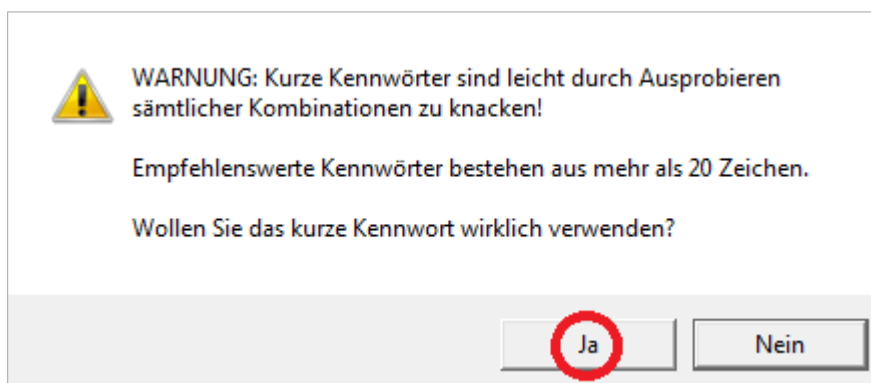 WARNUNG: Kurze Kennwörter sind leicht durch Ausprobieren
sämtlicher Kombinationen zu knacken!
Empfehlenswerte Kennwörter bestehen aus mehr als 20 Zeichen.
Wollen Sie das kurze Kennwort wirklich verwenden?
Ja
Nein